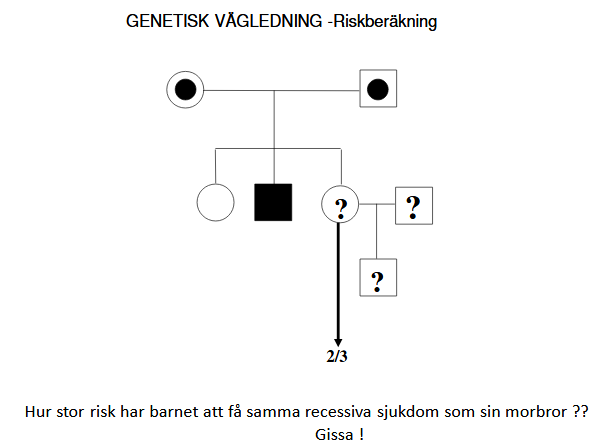 GENETISK VÄGLEDNING -Riskberäkning
?
?
?
2/3
Hur stor risk har barnet att få samma recessiva sjukdom som sin morbror ??
Gissa !